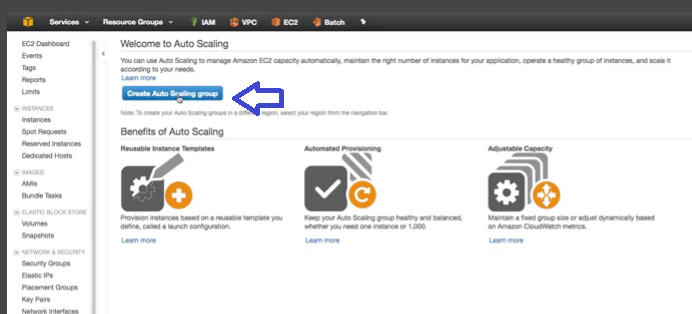 Services Resource Groups IAM VPC EC2 Batch
EC2 Dashboard
Events
Tags
Reports
Limits
INSTANCES
Instances
Spot Requests
Reserved Instances
Dedicated Hosts
IMAGES
AMIs
Bundle Tasks
ELASTIC BLOCK STORE
Volumes
Snapshots
NETWORK & SECURITY
Security Groups
Elastic IPs
Placement Groups
Key Pairs
Network Interfaces
Welcome to Auto Scaling
You can use Auto Scaling to manage Amazon EC2 capacity automatically, maintain the right number of instances for your application, operate a healthy group of instances, and scale it
according to your needs.
Learn more
Create Auto Scaling group
Note: To create your Auto Scaling groups in a different region, select your region from the navigation bar.
Benefits of Auto Scaling
Reusable Instance Templates
Provision instances based on a reusable template you
define, called a launch configuration.
Learn more
Automated Provisioning
Keep your Auto Scaling group healthy and balanced,
whether you need one instance or 1,000.
Learn more
Adjustable Capacity
Maintain a fixed group size or adjust dynamically based
on Amazon CloudWatch metrics.
Learn more